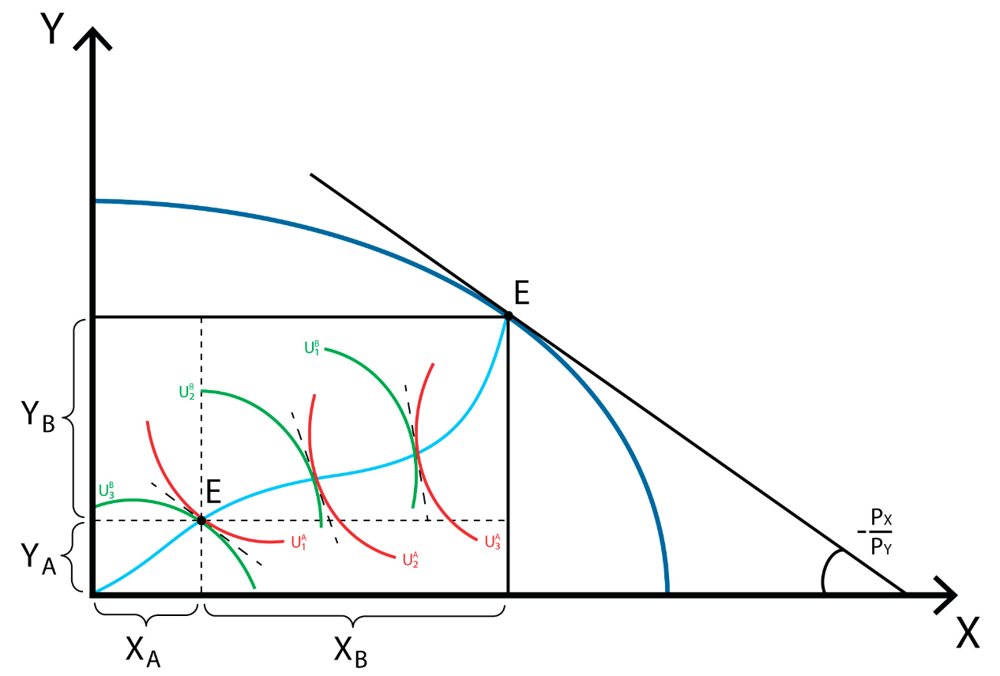 Y
E
U₁ᴮ
U₂ᴮ
Y_B
E
U₃ᴮ
-P_X/P_Y
U₁ᴬ
U₃ᴬ
Y_A
U₂ᴬ
X
X_A
X_B